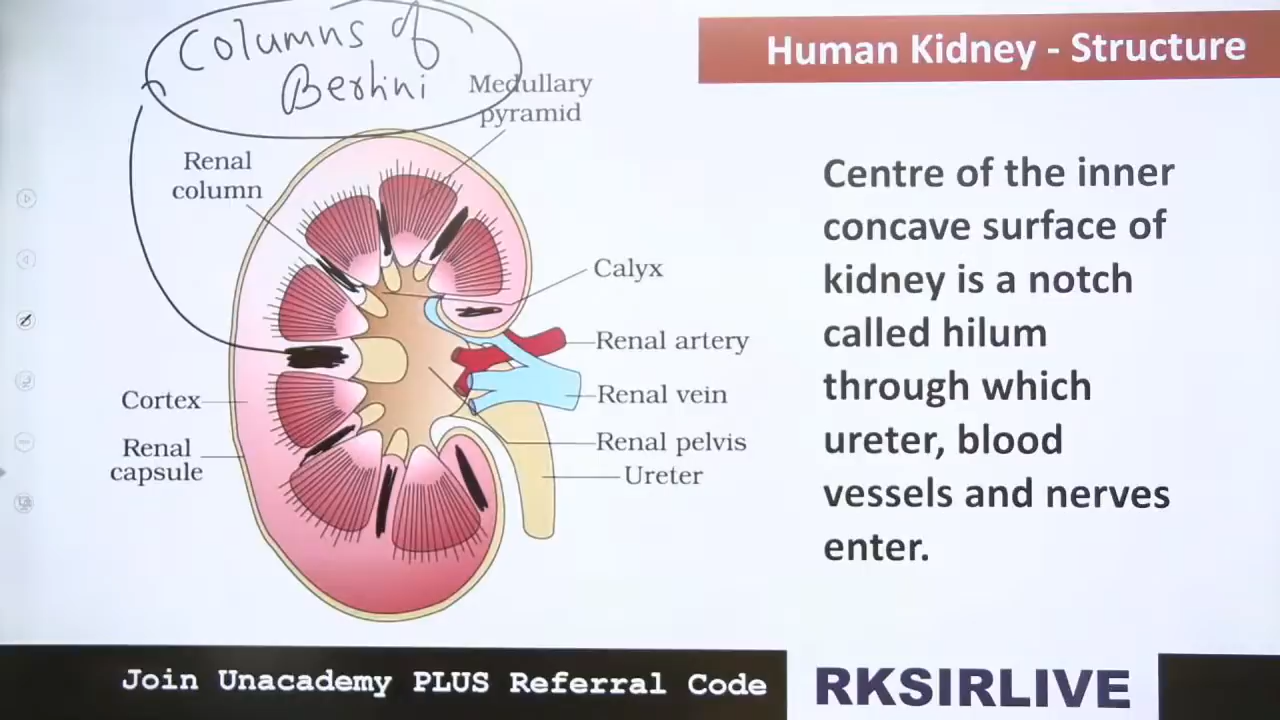 Columns of
Bertini
Human Kidney - Structure
Medullary
pyramid
Renal
column
Calyx
Renal artery
Renal vein
Cortex
Renal
capsule
Renal pelvis
Ureter
Centre of the inner
concave surface of
kidney is a notch
called hilum
through which
ureter, blood
vessels and nerves
enter.
Join Unacademy PLUS Referral Code
RKSIRLIVE